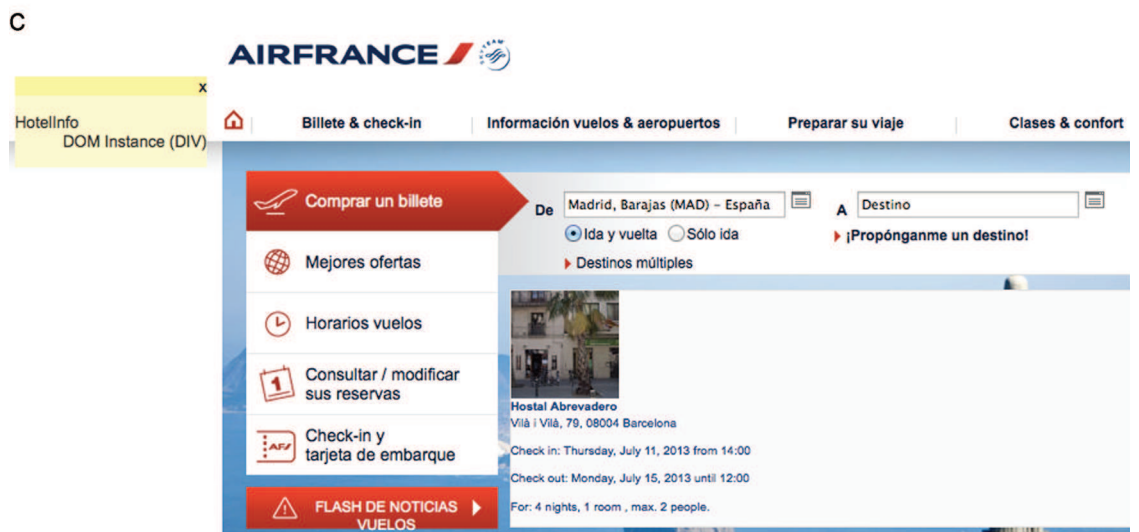 C
AIRFRANCE
SKYTEAM
x
HotelInfo
DOM Instance (DIV)
Billete & check-in
Información vuelos & aeropuertos
Preparar su viaje
Clases & confort
Comprar un billete
De
Madrid, Barajas (MAD) – España
A
Destino
Ida y vuelta
Sólo ida
¡Propónganme un destino!
Destinos múltiples
Mejores ofertas
Horarios vuelos
1
Consultar / modificar
sus reservas
AF
Check-in y
tarjeta de embarque
FLASH DE NOTICIAS
VUELOS
Hostal Abrevadero
Vilà i Vilà, 79, 08004 Barcelona
Check in: Thursday, July 11, 2013 from 14:00
Check out: Monday, July 15, 2013 until 12:00
For: 4 nights, 1 room , max. 2 people.